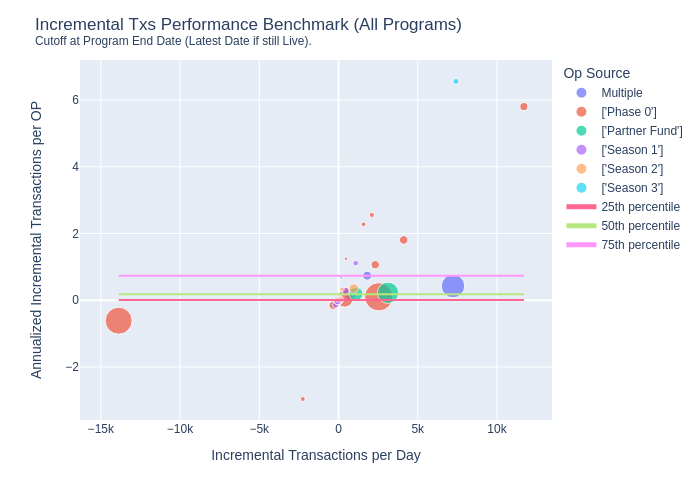 Incremental Txs Performance Benchmark (All Programs)
Cutoff at Program End Date (Latest Date if still Live).
Annualized Incremental Transactions per OP
6
4
2
0
−2
−15k
−10k
−5k
0
5k
10k
Incremental Transactions per Day
Op Source
Multiple
['Phase 0']
['Partner Fund']
['Season 1']
['Season 2']
['Season 3']
25th percentile
50th percentile
75th percentile